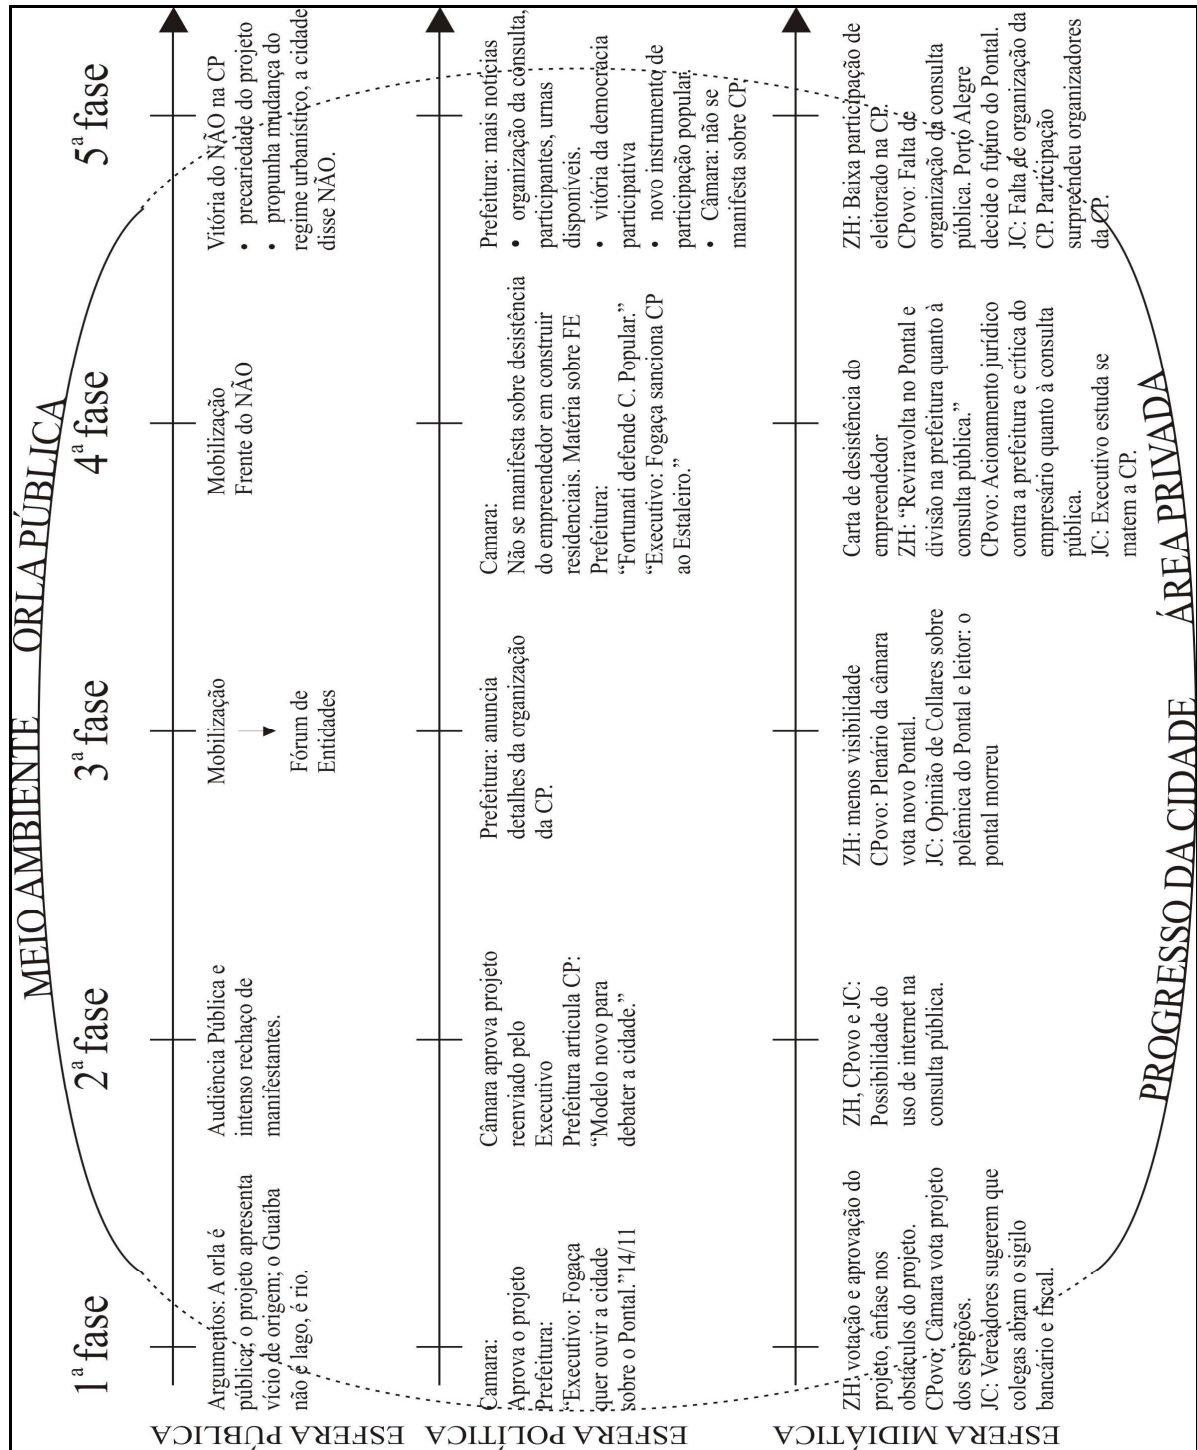 MEIO AMBIENTE ORLA PÚBLICA
1ª fase
2ª fase
3ª fase
4ª fase
5ª fase
ESFERA PÚBLICA
Argumentos: A orla é
pública; o projeto apresenta
vício de origem; o Guaíba
não é lago, é rio.
Audiência Pública e
intenso rechaço de
manifestantes.
Mobilização
Fórum de
Entidades
Mobilização
Frente do NÃO
Vitória do NÃO na CP
• precariedade do projeto
• propunha mudança do
regime urbanístico, a cidade
disse NÃO.
ESFERA POLÍTICA
Camara:
Aprova o projeto
Prefeitura:
“Executivo: Fogaça
quer ouvir a cidade
sobre o Pontal.”14/11
Câmara aprova projeto
reenviado pelo
Executivo
Prefeitura articula CP:
“Modelo novo para
debater a cidade.”
Prefeitura: anuncia
detalhes da organização
da CP.
Camara:
Não se manifesta sobre desistência
do empreendedor em construir
residenciais. Matéria sobre FE
Prefeitura:
“Fortunati defende C. Popular.”
“Executivo: Fogaça sanciona CP
ao Estaleiro.”
Prefeitura: mais notícias
• organização da consulta,
participantes, urnas
disponíveis.
• vitória da democracia
participativa
• novo instrumento de
participação popular.
• Câmara: não se
manifesta sobre CP.
ESFERA MIDIÁTICA
ZH: votação e aprovação do
projeto, ênfase nos
obstáculos do projeto.
CPovo: Câmara vota projeto
dos espigões.
JC: Vereadores sugerem que
colegas abram o sigilo
bancário e fiscal.
ZH, CPovo e JC:
Possibilidade do
uso de internet na
consulta pública.
ZH: menos visibilidade
CPovo: Plenário da câmara
vota novo Pontal.
JC: Opinião de Collares sobre
polêmica do Pontal e leitor: o
pontal morreu
Carta de desistência do
empreendedor
ZH: “Reviravolta no Pontal e
divisão na prefeitura quanto à
consulta pública.”
CPovo: Acionamento jurídico
contra a prefeitura e crítica do
empresário quanto à consulta
pública.
JC: Executivo estuda se
matem a CP.
ZH: Baixa participação de
eleitorado na CP.
CPovo: Falta de
organização da consulta
pública. Porto Alegre
decide o futuro do Pontal.
JC: Falta de organização da
CP. Participação
surpreendeu organizadores
da CP.
PROGRESSO DA CIDADE ÁREA PRIVADA